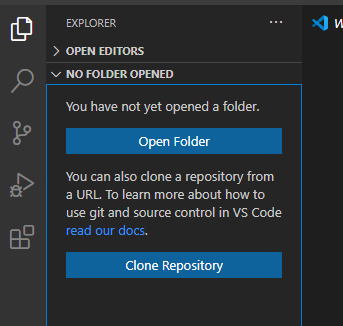 EXPLORER
OPEN EDITORS
NO FOLDER OPENED
You have not yet opened a folder.
Open Folder
You can also clone a repository from
a URL. To learn more about how to
use git and source control in VS Code
read our docs.
Clone Repository